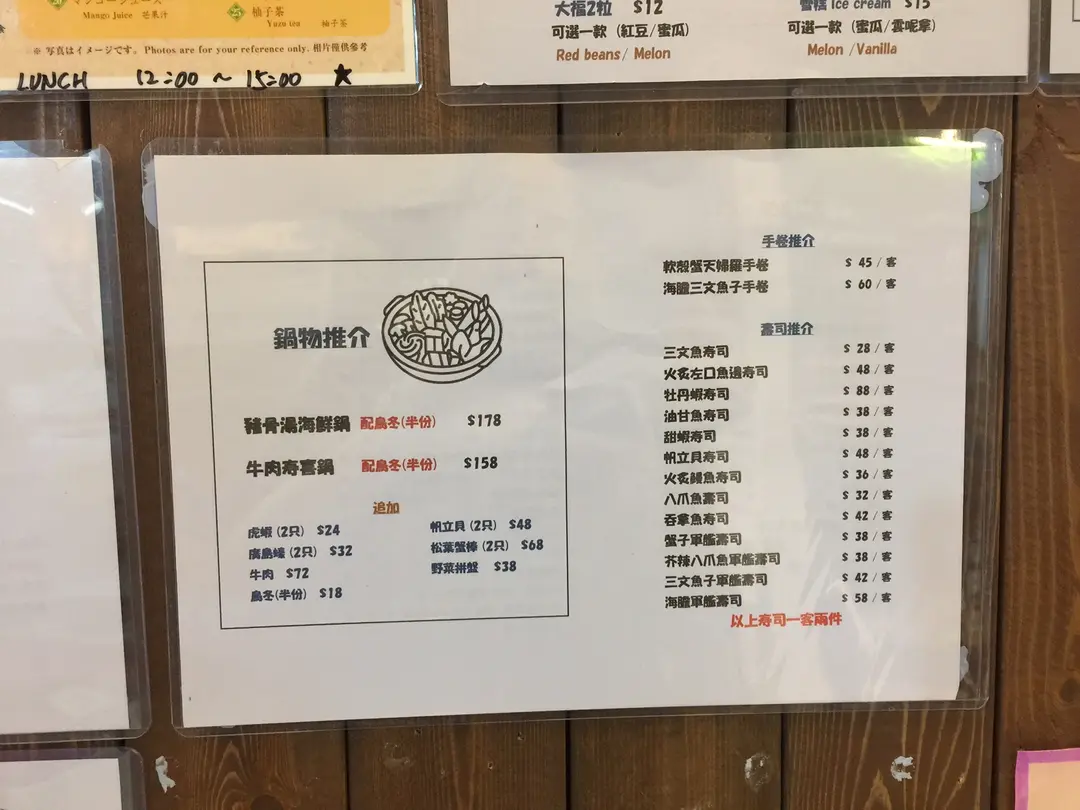 マンゴージュース
Mango Juice 芒果汁
柚子茶
Yuzu tea 柚子茶
※ 写真はイメージです。 Photos are for your reference only. 相片僅供參考
LUNCH 12:00 ~ 15:00 ★
大福2粒 $12
可選一款 (紅豆/蜜瓜)
Red beans/ Melon
雪糕 Ice cream $15
可選一款 (蜜瓜/雲呢拿)
Melon /Vanilla
鍋物推介
豬骨湯海鮮鍋 配烏冬(半份) $178
牛肉寿喜鍋 配烏冬(半份) $158
追加
虎蝦 (2只) $24
廣島蠔 (2只) $32
牛肉 $72
烏冬(半份) $18
帆立貝 (2只) $48
松葉蟹棒 (2只) $68
野菜拼盤 $38
手卷推介
軟殼蟹天婦羅手卷 $ 45 / 客
海膽三文魚子手卷 $ 60 / 客
壽司推介
三文魚寿司 $ 28 / 客
火炙左口魚邊寿司 $ 48 / 客
牡丹蝦寿司 $ 88 / 客
油甘魚寿司 $ 38 / 客
甜蝦寿司 $ 38 / 客
帆立貝寿司 $ 48 / 客
火炙鰻魚寿司 $ 36 / 客
八爪魚壽司 $ 32 / 客
吞拿魚寿司 $ 42 / 客
蟹子軍艦壽司 $ 38 / 客
芥辣八爪魚軍艦壽司 $ 38 / 客
三文魚子軍艦壽司 $ 42 / 客
海膽軍艦壽司 $ 58 / 客
以上寿司一客兩件